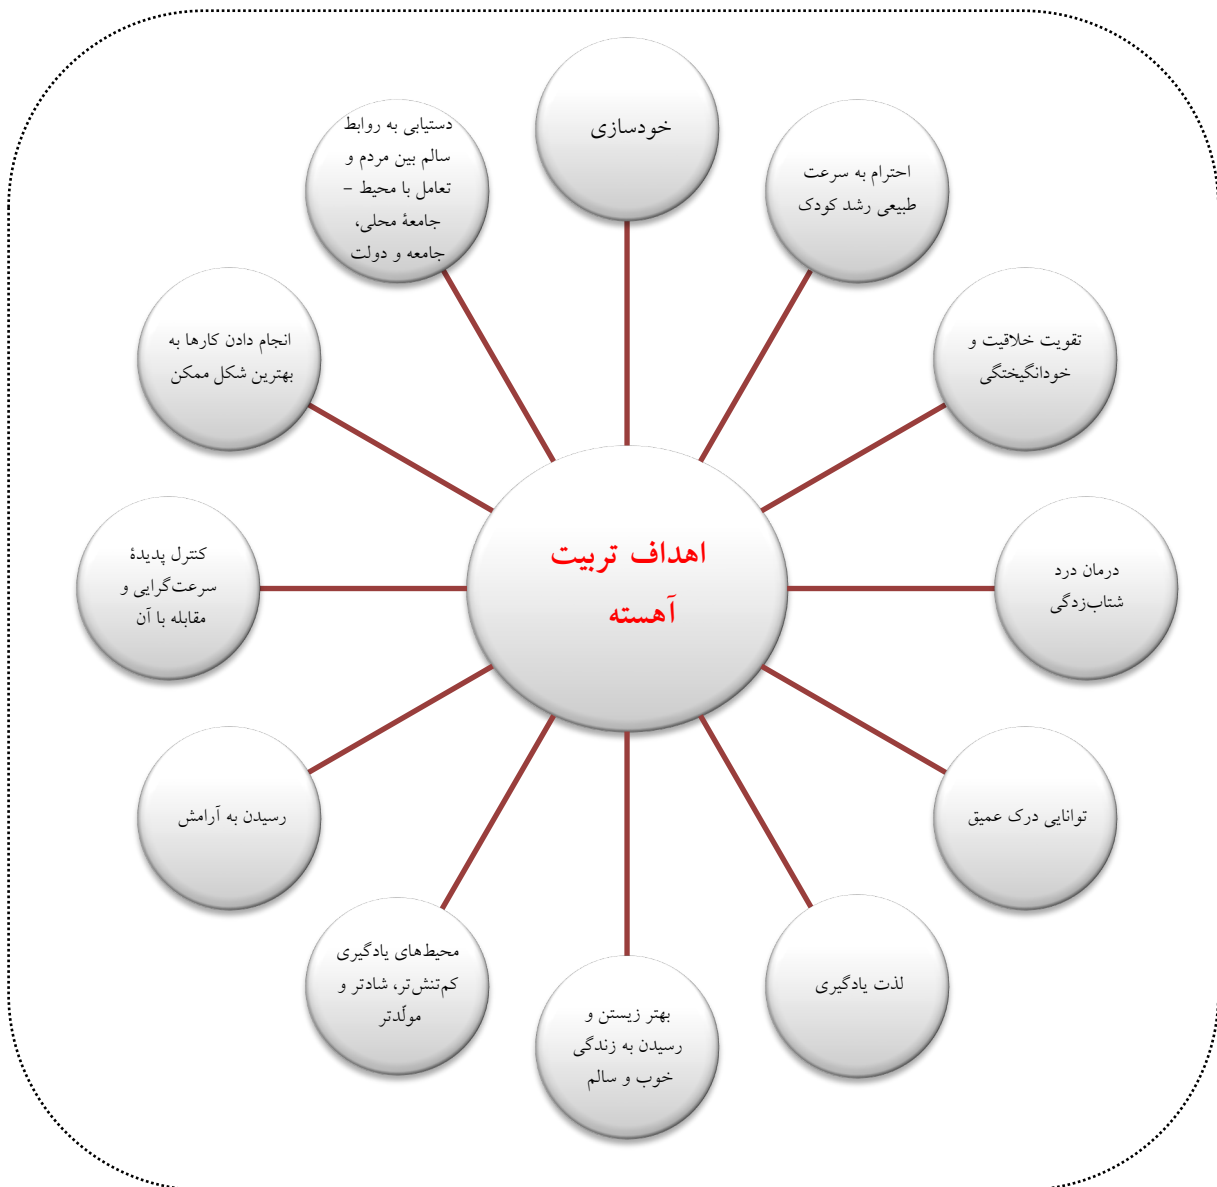 اهداف تربیت
آهسته
خودسازی
احترام به سرعت
طبیعی رشد کودک
تقویت خلاقیت و
خودانگیختگی
درمان درد
شتاب‌زدگی
توانایی درک عمیق
لذت یادگیری
بهتر زیستن و
رسیدن به زندگی
خوب و سالم
محیط‌های یادگیری
کم‌تنش‌تر، شادتر و
مولّدتر
رسیدن به آرامش
کنترل پدیدهٔ
سرعت‌گرایی و
مقابله با آن
انجام دادن کارها به
بهترین شکل ممکن
دستیابی به روابط
سالم بین مردم و
تعامل با محیط –
جامعهٔ محلی،
جامعه و دولت